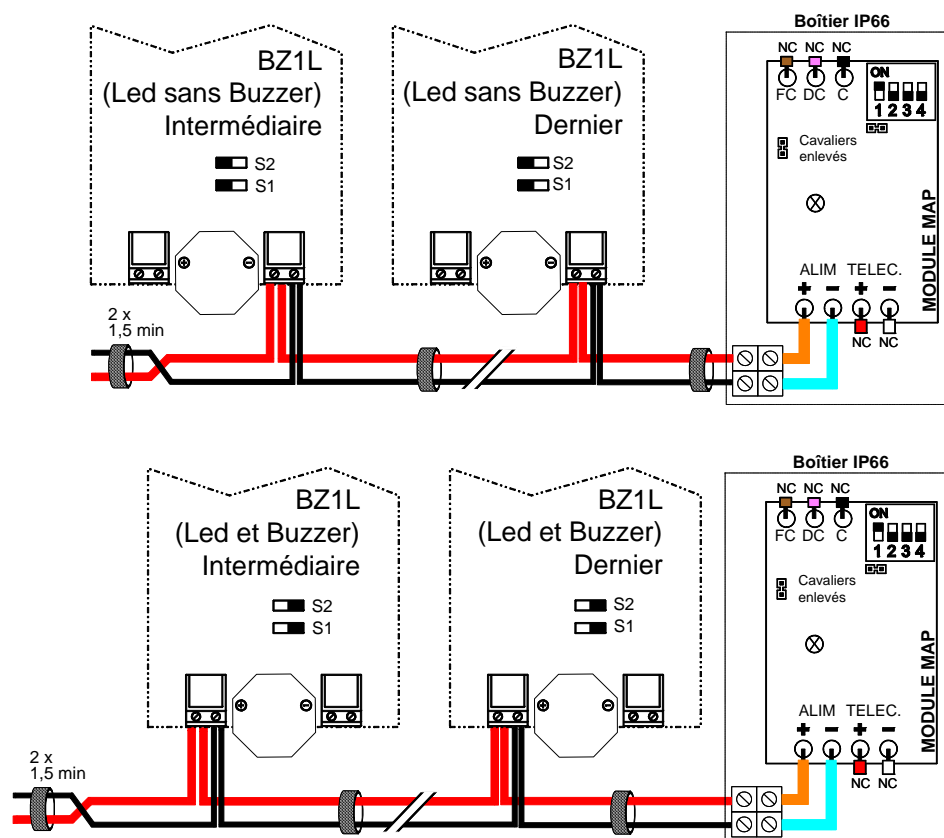 Boîtier IP66
BZ1L
(Led sans Buzzer)
Intermédiaire
S2
S1
BZ1L
(Led sans Buzzer)
Dernier
S2
S1
NC NC NC
FC DC C
ON
1 2 3 4
Cavaliers
enlevés
MODULE MAP
ALIM TELEC.
+ − + −
NC NC
+ −
+ −
2 x
1,5 min
Boîtier IP66
BZ1L
(Led et Buzzer)
Intermédiaire
S2
S1
BZ1L
(Led et Buzzer)
Dernier
S2
S1
NC NC NC
FC DC C
ON
1 2 3 4
Cavaliers
enlevés
MODULE MAP
ALIM TELEC.
+ − + −
NC NC
+ −
+ −
2 x
1,5 min